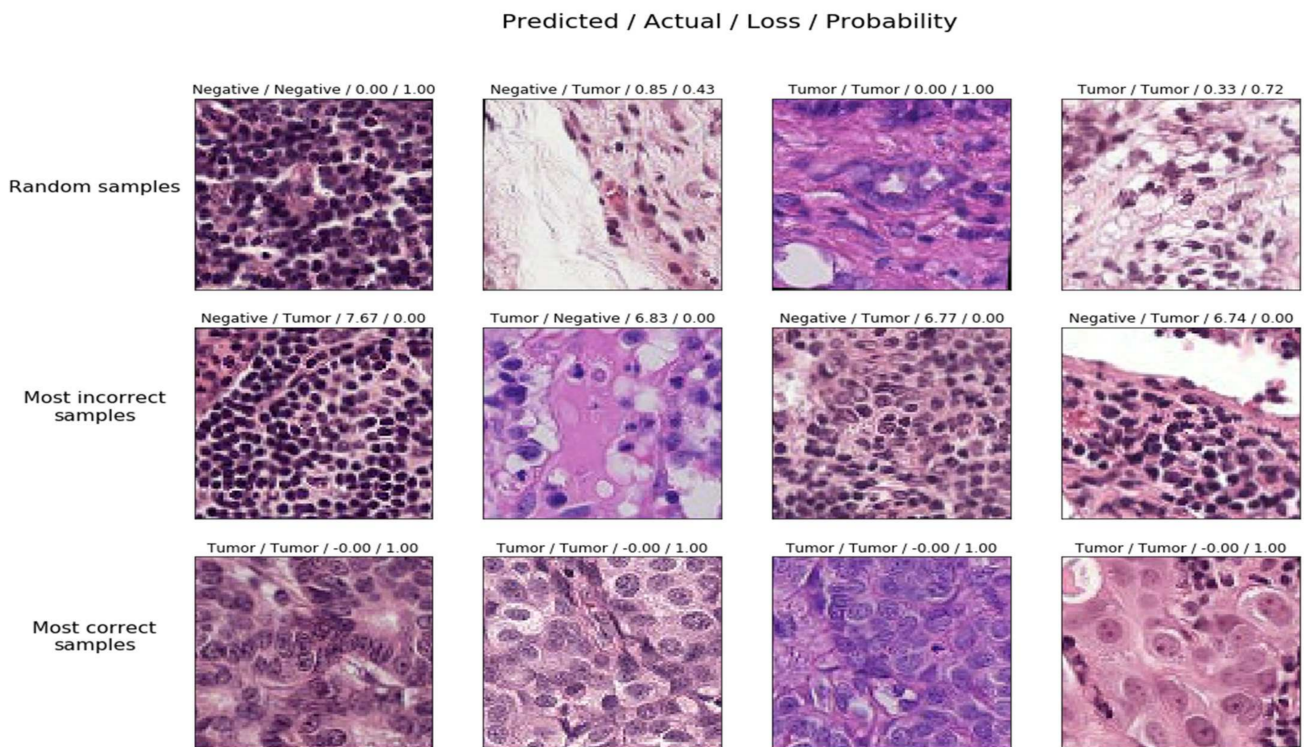 Predicted / Actual / Loss / Probability
Negative / Negative / 0.00 / 1.00
Negative / Tumor / 0.85 / 0.43
Tumor / Tumor / 0.00 / 1.00
Tumor / Tumor / 0.33 / 0.72
Random samples
Negative / Tumor / 7.67 / 0.00
Tumor / Negative / 6.83 / 0.00
Negative / Tumor / 6.77 / 0.00
Negative / Tumor / 6.74 / 0.00
Most incorrect
samples
Tumor / Tumor / -0.00 / 1.00
Tumor / Tumor / -0.00 / 1.00
Tumor / Tumor / -0.00 / 1.00
Tumor / Tumor / -0.00 / 1.00
Most correct
samples